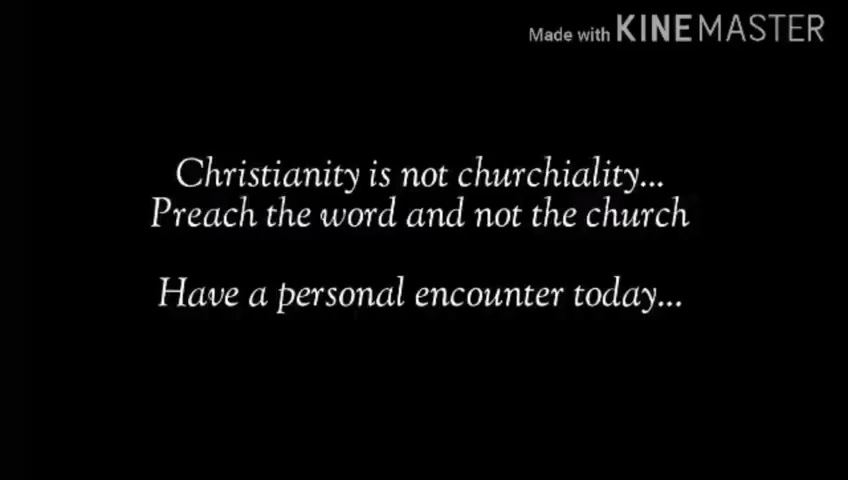 Made with KINEMASTER
Christianity is not churchiality...
Preach the word and not the church
Have a personal encounter today...